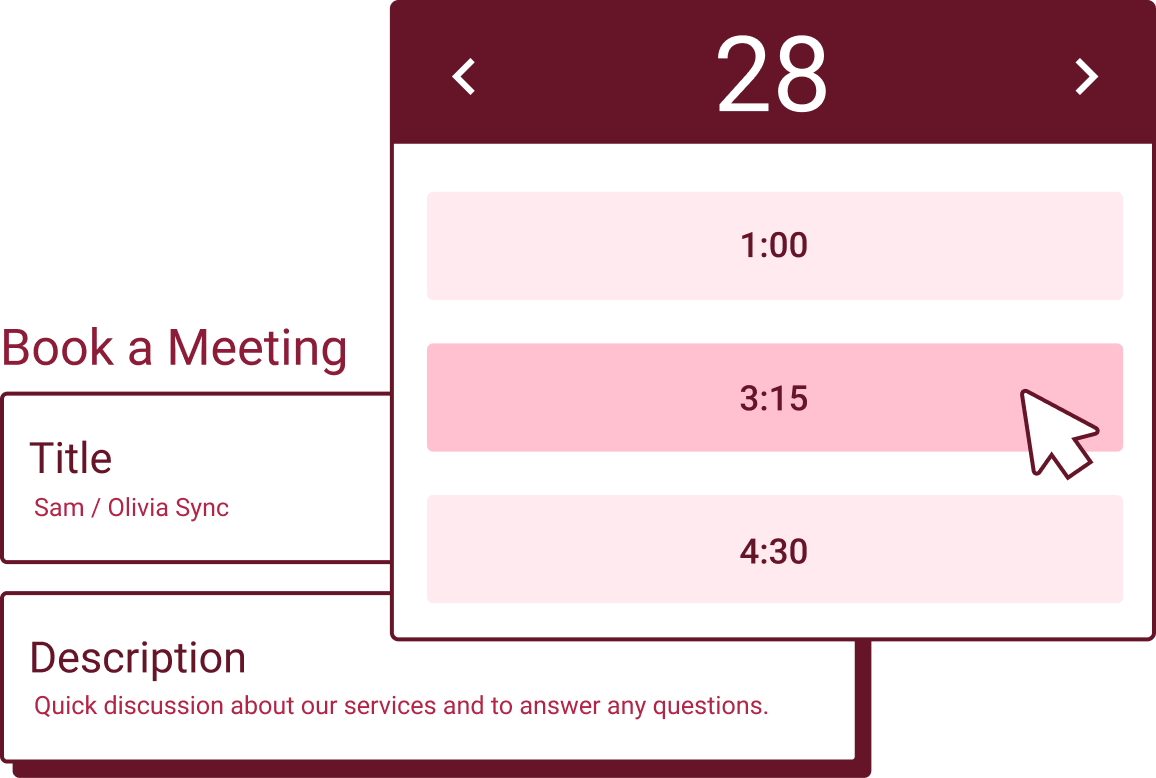 28
1:00
3:15
4:30
Book a Meeting
Title
Sam / Olivia Sync
Description
Quick discussion about our services and to answer any questions.